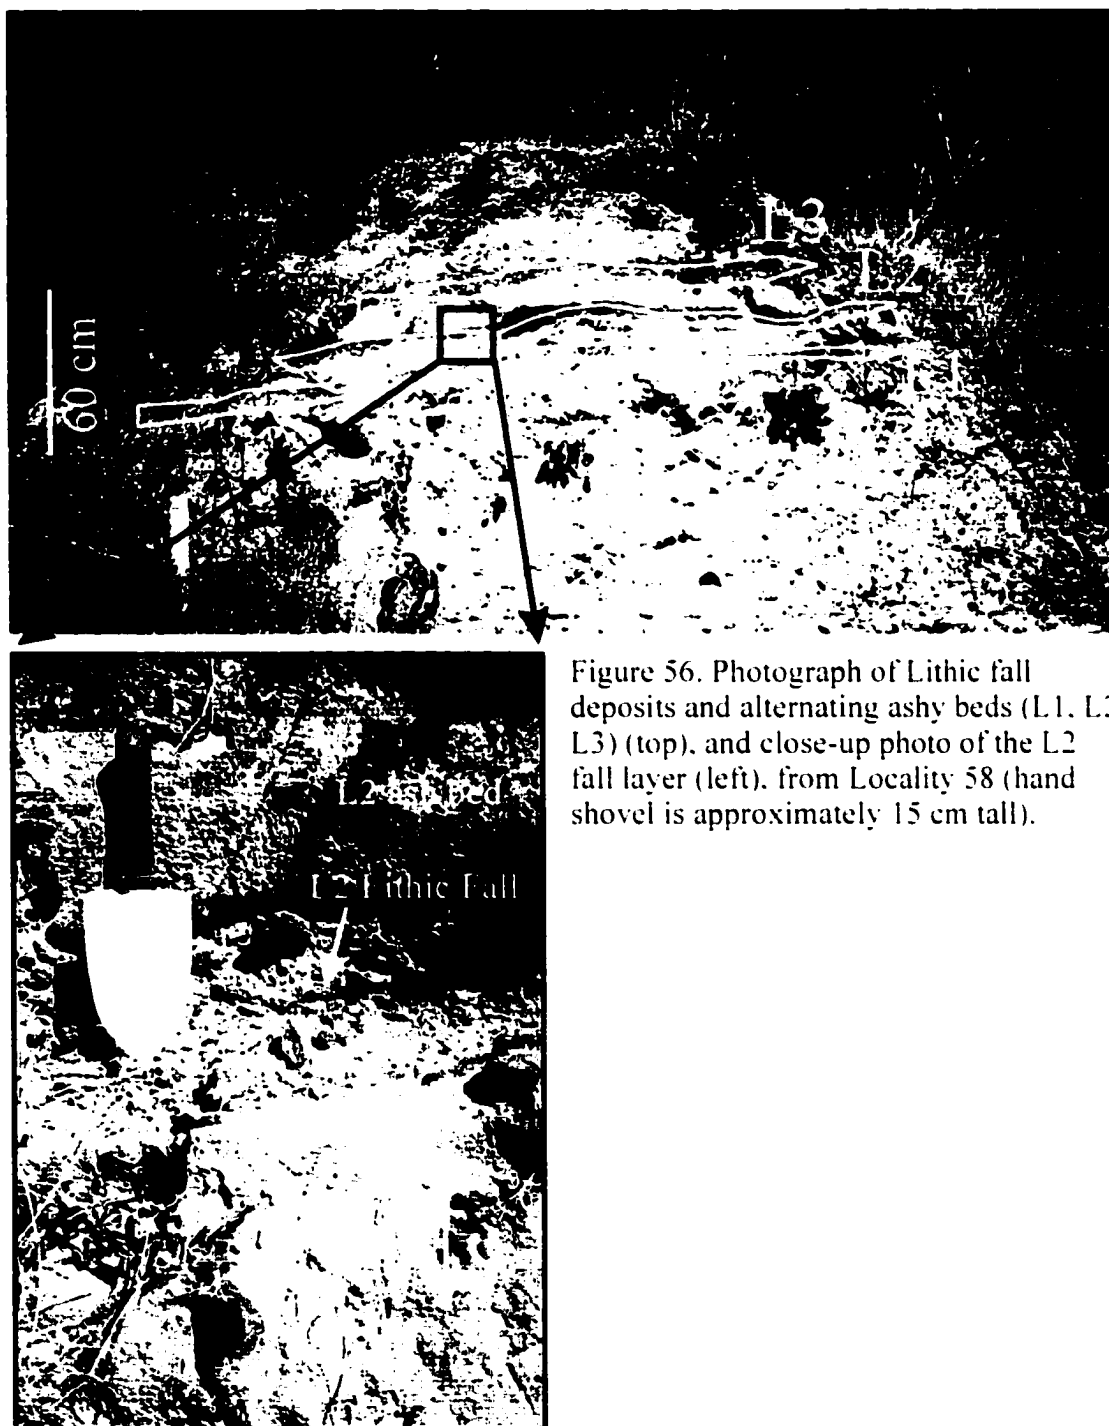 L3
L2
L1
60 cm
L2 Ash Bed
L2 Lithic Fall
Figure 56. Photograph of Lithic fall
deposits and alternating ashy beds (L1, L2
L3) (top), and close-up photo of the L2
fall layer (left), from Locality 58 (hand
shovel is approximately 15 cm tall).